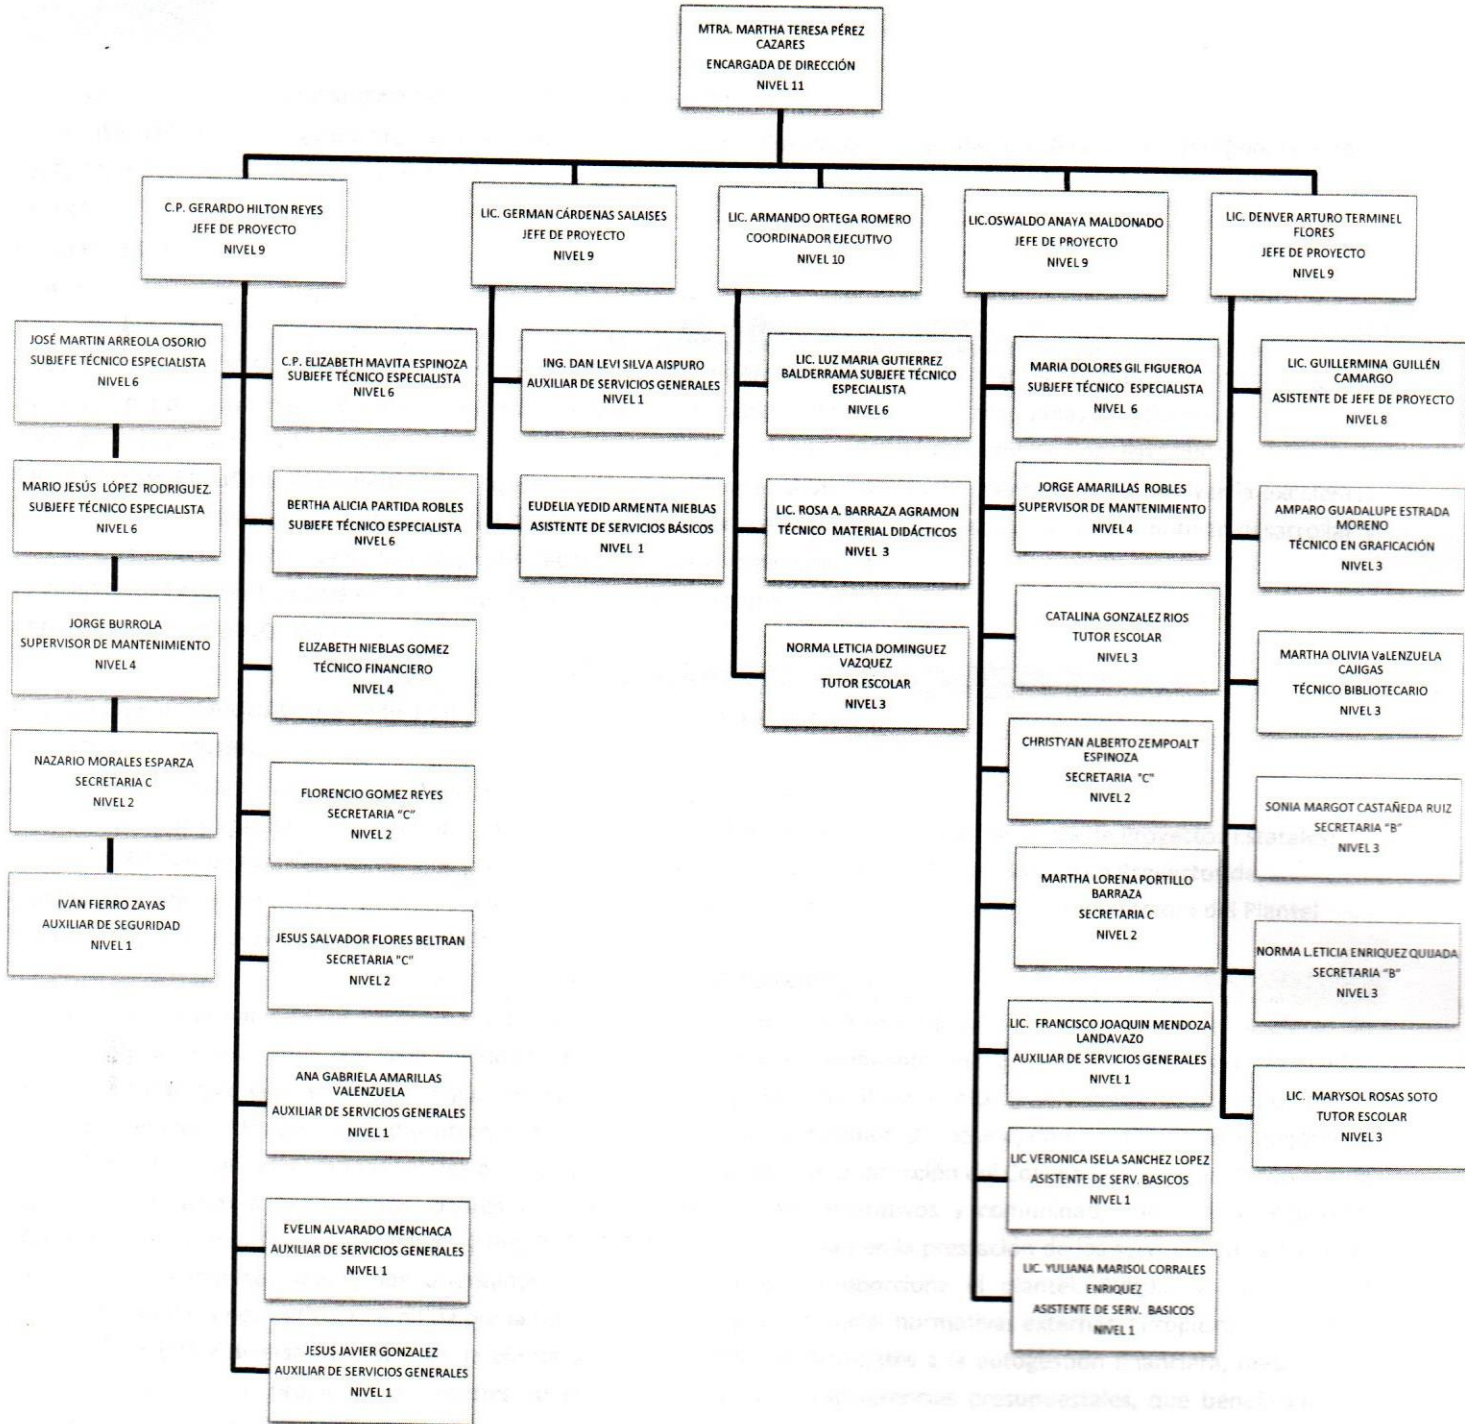 MTRA. MARTHA TERESA PÉREZ
CAZARES
ENCARGADA DE DIRECCIÓN
NIVEL 11
C.P. GERARDO HILTON REYES
JEFE DE PROYECTO
NIVEL 9
LIC. GERMAN CÁRDENAS SALAISES
JEFE DE PROYECTO
NIVEL 9
LIC. ARMANDO ORTEGA ROMERO
COORDINADOR EJECUTIVO
NIVEL 10
LIC.OSWALDO ANAYA MALDONADO
JEFE DE PROYECTO
NIVEL 9
LIC. DENVER ARTURO TERMINEL
FLORES
JEFE DE PROYECTO
NIVEL 9
JOSÉ MARTIN ARREOLA OSORIO
SUBJEFE TÉCNICO ESPECIALISTA
NIVEL 6
MARIO JESÚS LÓPEZ RODRIGUEZ.
SUBJEFE TÉCNICO ESPECIALISTA
NIVEL 6
JORGE BURROLA
SUPERVISOR DE MANTENIMIENTO
NIVEL 4
NAZARIO MORALES ESPARZA
SECRETARIA C
NIVEL 2
IVAN FIERRO ZAYAS
AUXILIAR DE SEGURIDAD
NIVEL 1
C.P. ELIZABETH MAVITA ESPINOZA
SUBJEFE TÉCNICO ESPECIALISTA
NIVEL 6
BERTHA ALICIA PARTIDA ROBLES
SUBJEFE TÉCNICO ESPECIALISTA
NIVEL 6
ELIZABETH NIEBLAS GOMEZ
TÉCNICO FINANCIERO
NIVEL 4
FLORENCIO GOMEZ REYES
SECRETARIA "C"
NIVEL 2
JESUS SALVADOR FLORES BELTRAN
SECRETARIA "C"
NIVEL 2
ANA GABRIELA AMARILLAS
VALENZUELA
AUXILIAR DE SERVICIOS GENERALES
NIVEL 1
EVELIN ALVARADO MENCHACA
AUXILIAR DE SERVICIOS GENERALES
NIVEL 1
JESUS JAVIER GONZALEZ
AUXILIAR DE SERVICIOS GENERALES
NIVEL 1
ING. DAN LEVI SILVA AISPURO
AUXILIAR DE SERVICIOS GENERALES
NIVEL 1
EUDELIA YEDID ARMENTA NIEBLAS
ASISTENTE DE SERVICIOS BÁSICOS
NIVEL 1
LIC. LUZ MARIA GUTIERREZ
BALDERRAMA SUBJEFE TÉCNICO
ESPECIALISTA
NIVEL 6
LIC. ROSA A. BARRAZA AGRAMON
TÉCNICO MATERIAL DIDÁCTICOS
NIVEL 3
NORMA LETICIA DOMINGUEZ
VAZQUEZ
TUTOR ESCOLAR
NIVEL 3
MARIA DOLORES GIL FIGUEROA
SUBJEFE TÉCNICO ESPECIALISTA
NIVEL 6
JORGE AMARILLAS ROBLES
SUPERVISOR DE MANTENIMIENTO
NIVEL 4
CATALINA GONZALEZ RIOS
TUTOR ESCOLAR
NIVEL 3
CHRISTYAN ALBERTO ZEMPOALT
ESPINOZA
SECRETARIA "C"
NIVEL 2
MARTHA LORENA PORTILLO
BARRAZA
SECRETARIA C
NIVEL 2
LIC. FRANCISCO JOAQUIN MENDOZA
LANDAVAZO
AUXILIAR DE SERVICIOS GENERALES
NIVEL 1
LIC VERONICA ISELA SANCHEZ LOPEZ
ASISTENTE DE SERV. BASICOS
NIVEL 1
LIC. YULIANA MARISOL CORRALES
ENRIQUEZ
ASISTENTE DE SERV. BASICOS
NIVEL 1
LIC. GUILLERMINA GUILLÉN
CAMARGO
ASISTENTE DE JEFE DE PROYECTO
NIVEL 8
AMPARO GUADALUPE ESTRADA
MORENO
TÉCNICO EN GRAFICACIÓN
NIVEL 3
MARTHA OLIVIA VaLENZUELA
CAJIGAS
TÉCNICO BIBLIOTECARIO
NIVEL 3
SONIA MARGOT CASTAÑEDA RUIZ
SECRETARIA "B"
NIVEL 3
NORMA L.ETICIA ENRIQUEZ QUIJADA
SECRETARIA "B"
NIVEL 3
LIC. MARYSOL ROSAS SOTO
TUTOR ESCOLAR
NIVEL 3